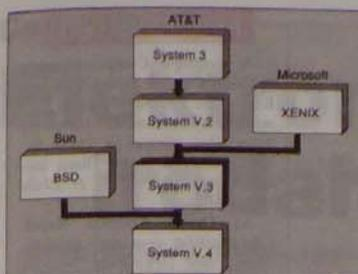 AT&T
System 3
Microsoft
System V.2
XENIX
Sun
BSD
System V.3
System V.4